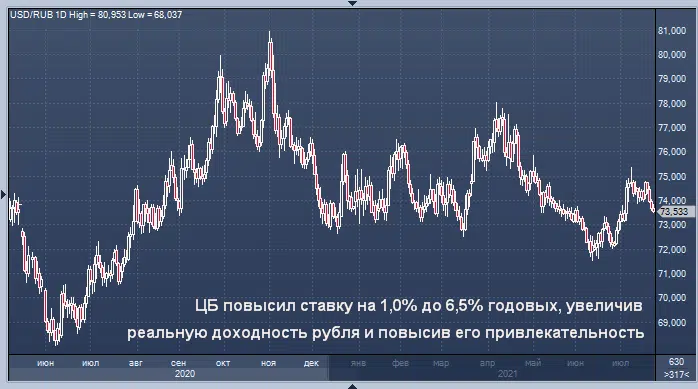 USD/RUB 1D High = 80,953 Low = 68,037
81,000
80,000
79,000
78,000
77,000
76,000
75,000
74,000
73,533
73,000
72,000
71,000
70,000
69,000
ЦБ повысил ставку на 1,0% до 6,5% годовых, увеличив
реальную доходность рубля и повысив его привлекательность
июн июл авг сен окт ноя дек янв фев мар апр май июн июл 630
2020 2021 >317<